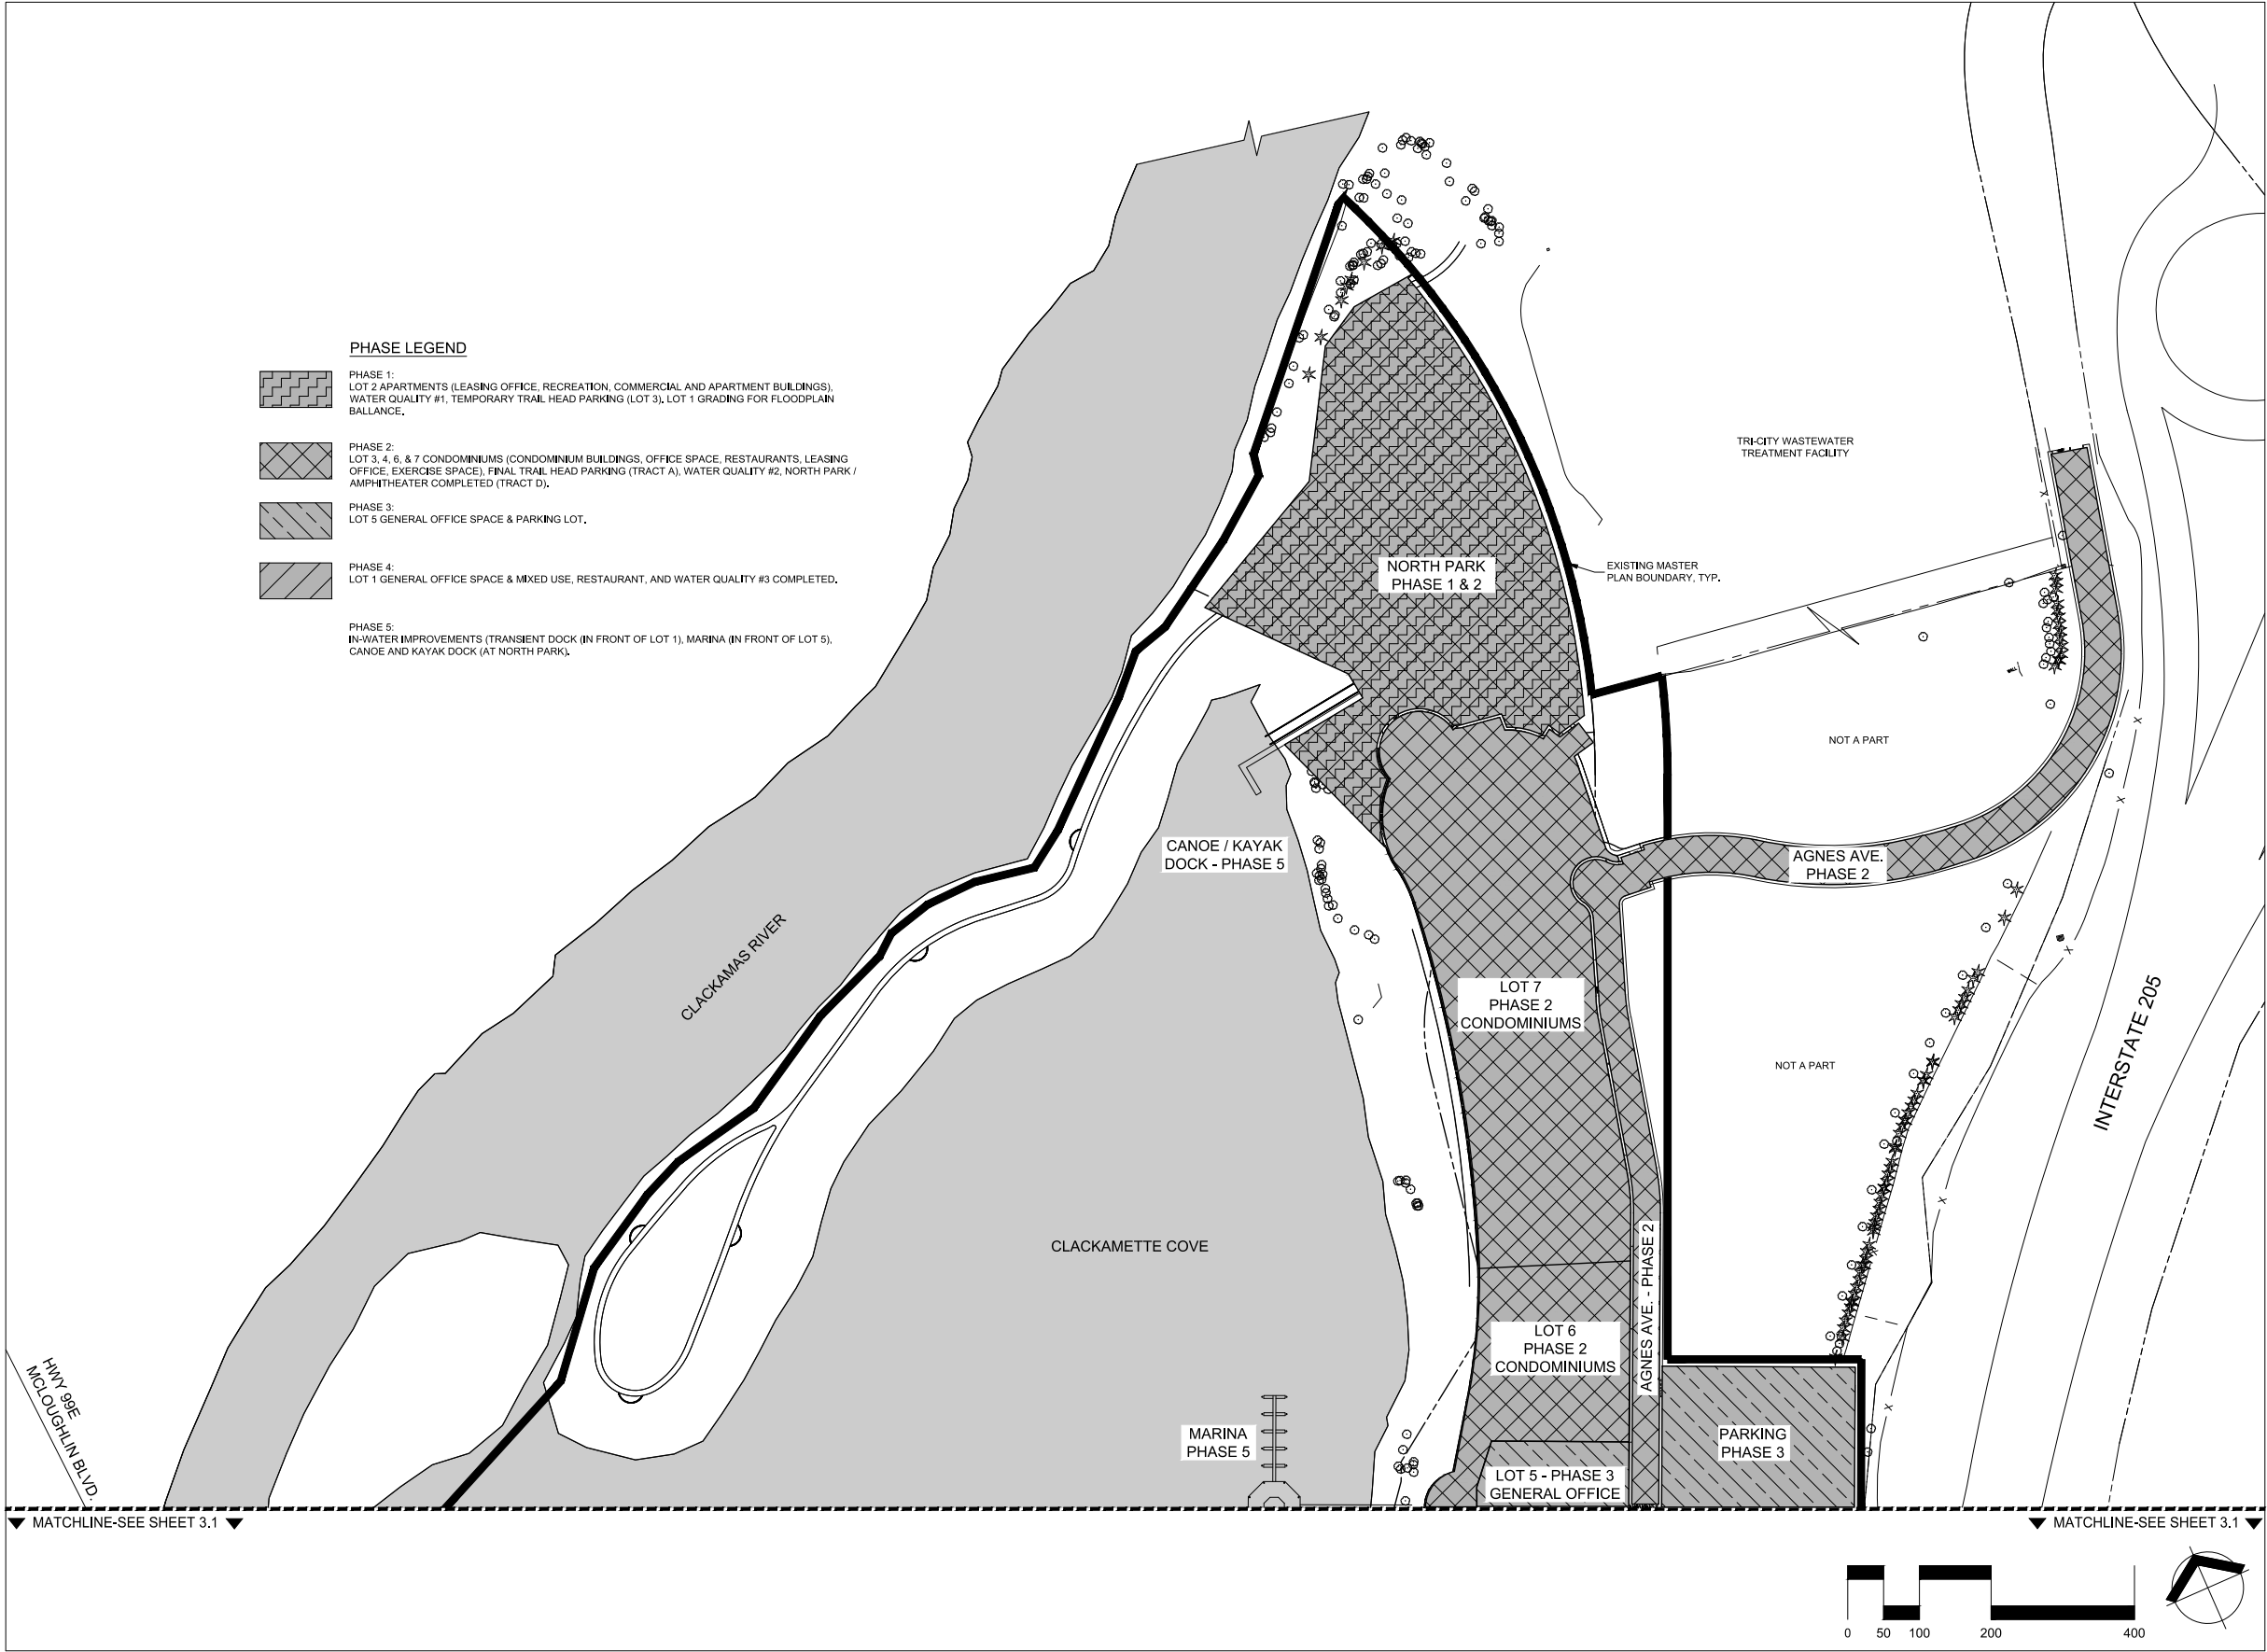 PHASE LEGEND
PHASE 1:
LOT 2 APARTMENTS (LEASING OFFICE, RECREATION, COMMERCIAL AND APARTMENT BUILDINGS),
WATER QUALITY #1, TEMPORARY TRAIL HEAD PARKING (LOT 3). LOT 1 GRADING FOR FLOODPLAIN
BALLANCE.
PHASE 2:
LOT 3, 4, 6, & 7 CONDOMINIUMS (CONDOMINIUM BUILDINGS, OFFICE SPACE, RESTAURANTS, LEASING
OFFICE, EXERCISE SPACE), FINAL TRAIL HEAD PARKING (TRACT A), WATER QUALITY #2, NORTH PARK /
AMPHITHEATER COMPLETED (TRACT D).
PHASE 3:
LOT 5 GENERAL OFFICE SPACE & PARKING LOT.
PHASE 4:
LOT 1 GENERAL OFFICE SPACE & MIXED USE, RESTAURANT, AND WATER QUALITY #3 COMPLETED.
PHASE 5:
IN-WATER IMPROVEMENTS (TRANSIENT DOCK (IN FRONT OF LOT 1), MARINA (IN FRONT OF LOT 5),
CANOE AND KAYAK DOCK (AT NORTH PARK).
TRI-CITY WASTEWATER
TREATMENT FACILITY
NORTH PARK
PHASE 1 & 2
EXISTING MASTER
PLAN BOUNDARY, TYP.
NOT A PART
CANOE / KAYAK
DOCK - PHASE 5
AGNES AVE.
PHASE 2
CLACKAMAS RIVER
LOT 7
PHASE 2
CONDOMINIUMS
NOT A PART
INTERSTATE 205
CLACKAMETTE COVE
AGNES AVE. - PHASE 2
LOT 6
PHASE 2
CONDOMINIUMS
HWY 99E
MCLOUGHLIN BLVD.
MARINA
PHASE 5
PARKING
PHASE 3
LOT 5 - PHASE 3
GENERAL OFFICE
MATCHLINE-SEE SHEET 3.1
MATCHLINE-SEE SHEET 3.1
0 50 100 200 400